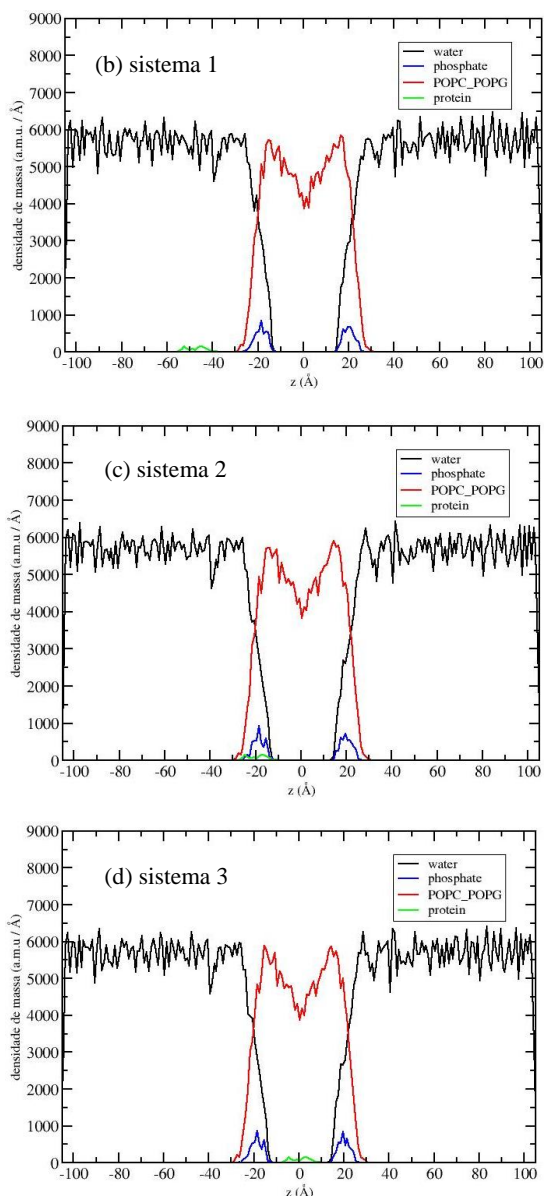 9000
8000
7000
6000
5000
4000
3000
2000
1000
0
densidade de massa (a.m.u. / Å)
(b) sistema 1
water
phosphate
POPC_POPG
protein
-100 -80 -60 -40 -20 0 20 40 60 80 100
z (Å)
9000
8000
7000
6000
5000
4000
3000
2000
1000
0
densidade de massa (a.m.u / Å)
(c) sistema 2
water
phosphate
POPC_POPG
protein
-100 -80 -60 -40 -20 0 20 40 60 80 100
z (Å)
9000
8000
7000
6000
5000
4000
3000
2000
1000
0
densidade de massa (a.m.u / Å)
(d) sistema 3
water
phosphate
POPC_POPG
protein
-100 -80 -60 -40 -20 0 20 40 60 80 100
z (Å)